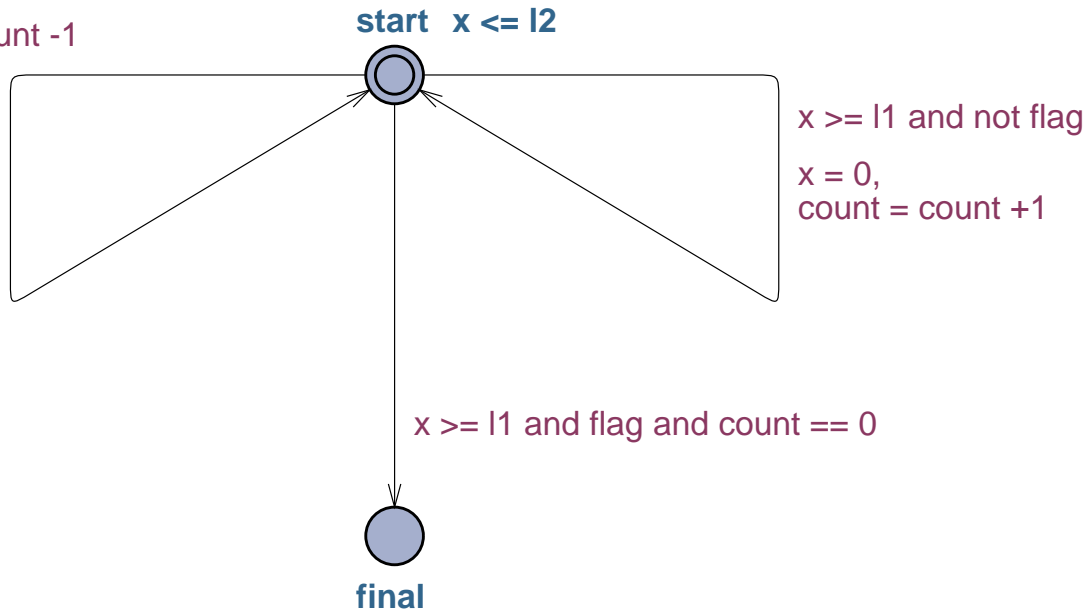 start x <= l2
unt -1
x >= l1 and not flag
x = 0,
count = count +1
x >= l1 and flag and count == 0
final